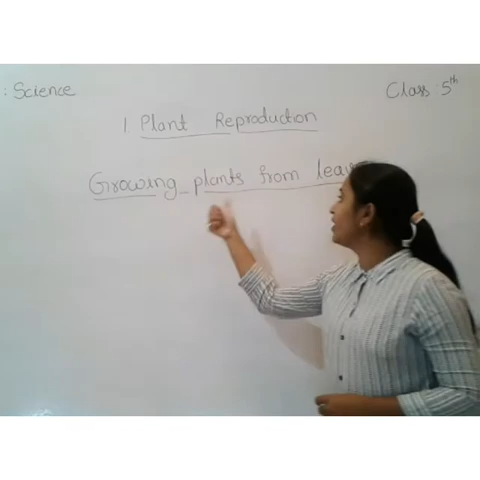 : Science
Class : 5th
1. Plant Reproduction
Growing plants from